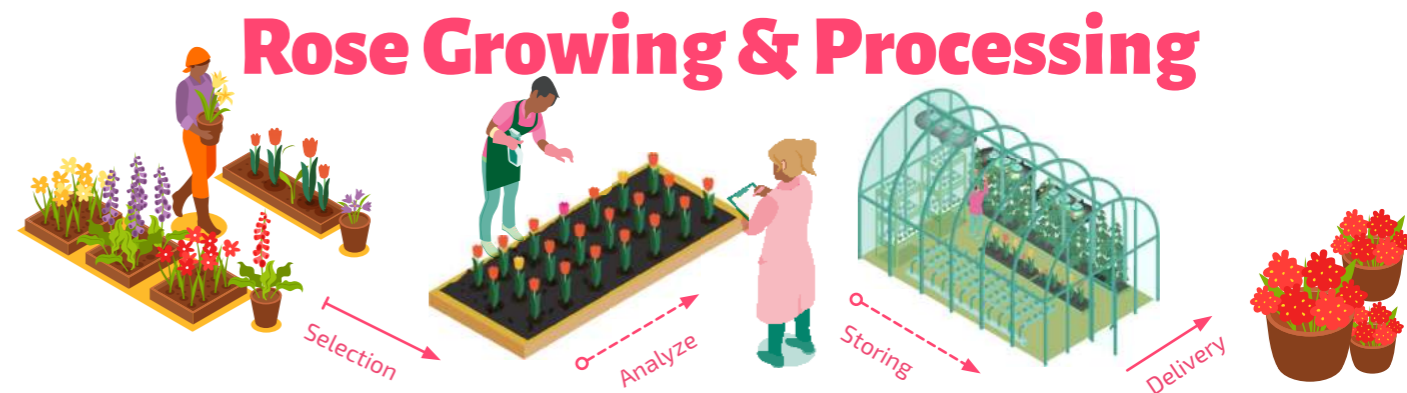 Rose Growing & Processing
Selection
Analyze
Storing
Delivery